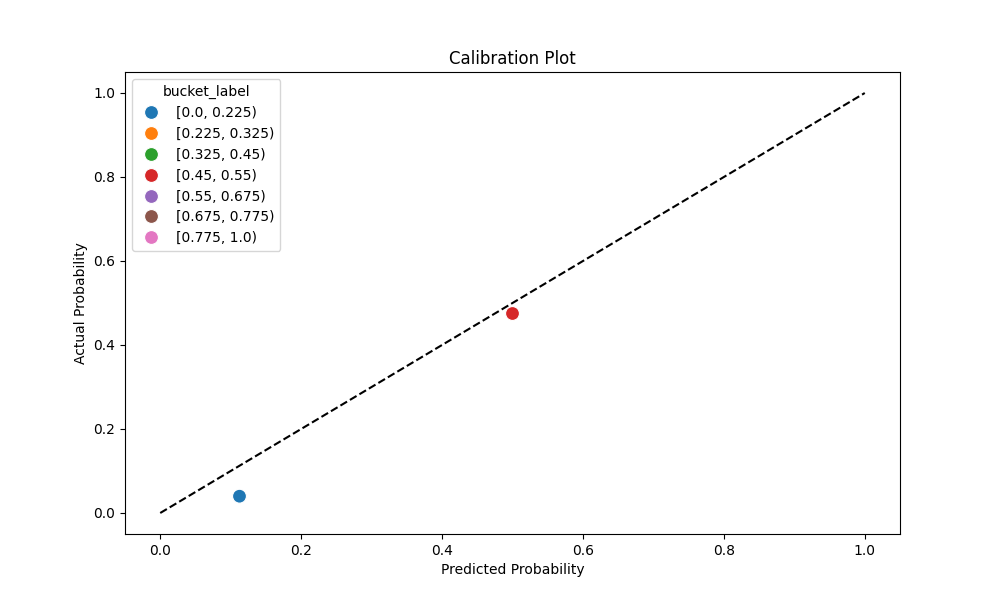 Calibration Plot
bucket_label
[0.0, 0.225)
[0.225, 0.325)
[0.325, 0.45)
[0.45, 0.55)
[0.55, 0.675)
[0.675, 0.775)
[0.775, 1.0)
Actual Probability
1.0
0.8
0.6
0.4
0.2
0.0
0.0 0.2 0.4 0.6 0.8 1.0
Predicted Probability